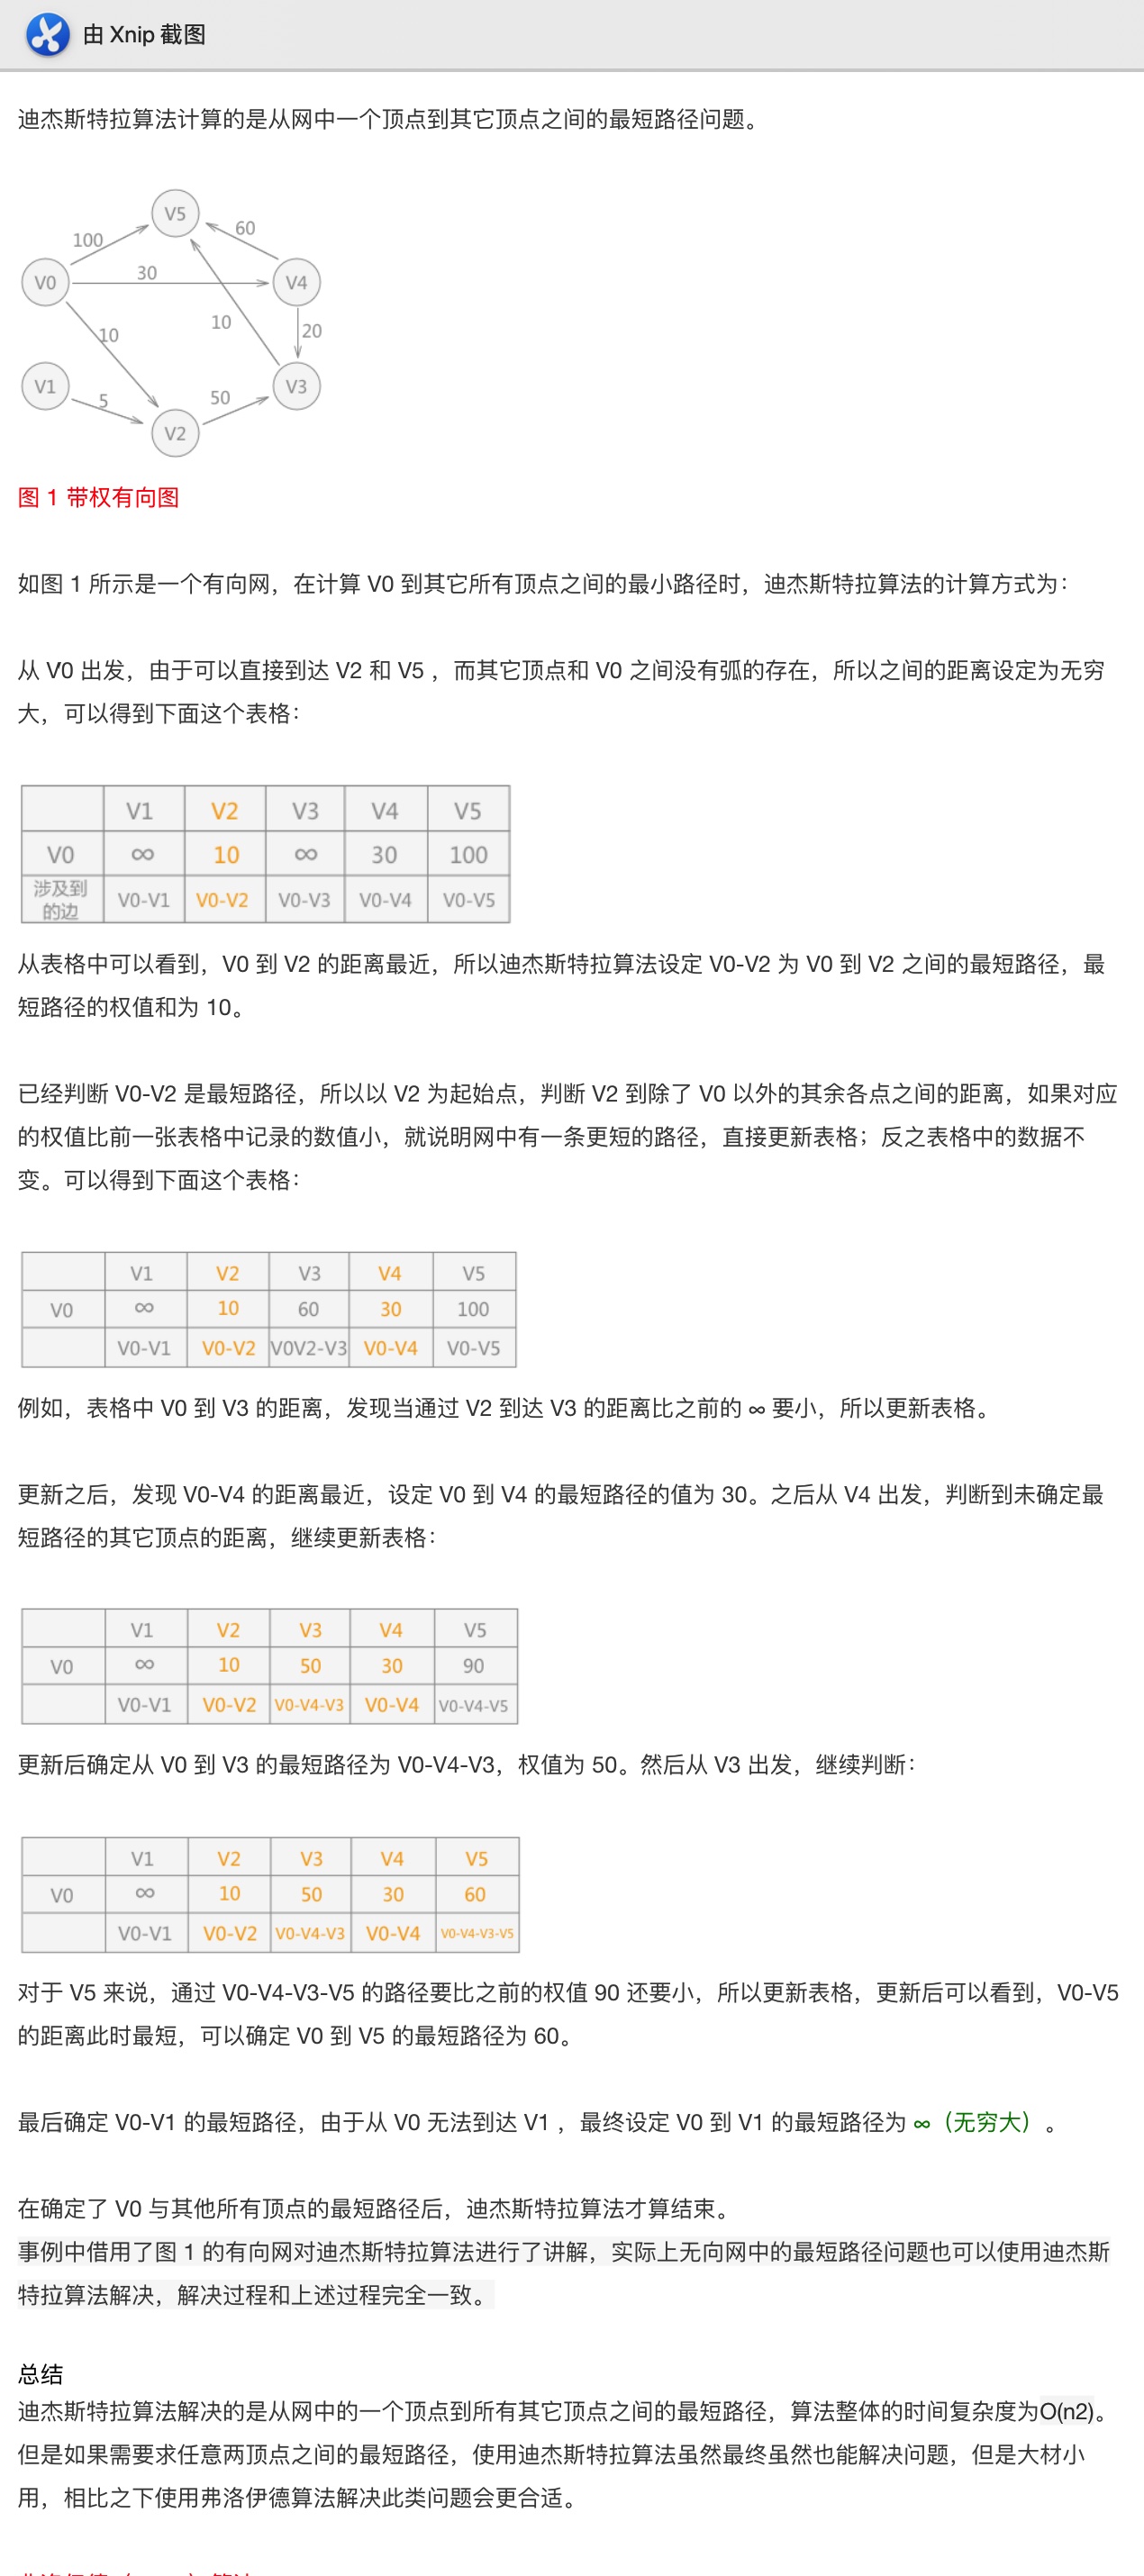 由 Xnip 截图
迪杰斯特拉算法计算的是从网中一个顶点到其它顶点之间的最短路径问题。
V5
100
60
V0
30
V4
10
10
20
V1
5
50
V3
V2
图 1 带权有向图
如图 1 所示是一个有向网，在计算 V0 到其它所有顶点之间的最小路径时，迪杰斯特拉算法的计算方式为：
从 V0 出发，由于可以直接到达 V2 和 V5 ，而其它顶点和 V0 之间没有弧的存在，所以之间的距离设定为无穷
大，可以得到下面这个表格：
V1 V2 V3 V4 V5
V0 ∞ 10 ∞ 30 100
涉及到
的边 V0-V1 V0-V2 V0-V3 V0-V4 V0-V5
从表格中可以看到，V0 到 V2 的距离最近，所以迪杰斯特拉算法设定 V0-V2 为 V0 到 V2 之间的最短路径，最
短路径的权值和为 10。
已经判断 V0-V2 是最短路径，所以以 V2 为起始点，判断 V2 到除了 V0 以外的其余各点之间的距离，如果对应
的权值比前一张表格中记录的数值小，就说明网中有一条更短的路径，直接更新表格；反之表格中的数据不
变。可以得到下面这个表格：
V1 V2 V3 V4 V5
V0 ∞ 10 60 30 100
V0-V1 V0-V2 V0V2-V3 V0-V4 V0-V5
例如，表格中 V0 到 V3 的距离，发现当通过 V2 到达 V3 的距离比之前的 ∞ 要小，所以更新表格。
更新之后，发现 V0-V4 的距离最近，设定 V0 到 V4 的最短路径的值为 30。之后从 V4 出发，判断到未确定最
短路径的其它顶点的距离，继续更新表格：
V1 V2 V3 V4 V5
V0 ∞ 10 50 30 90
V0-V1 V0-V2 V0-V4-V3 V0-V4 V0-V4-V5
更新后确定从 V0 到 V3 的最短路径为 V0-V4-V3，权值为 50。然后从 V3 出发，继续判断：
V1 V2 V3 V4 V5
V0 ∞ 10 50 30 60
V0-V1 V0-V2 V0-V4-V3 V0-V4 V0-V4-V3-V5
对于 V5 来说，通过 V0-V4-V3-V5 的路径要比之前的权值 90 还要小，所以更新表格，更新后可以看到，V0-V5
的距离此时最短，可以确定 V0 到 V5 的最短路径为 60。
最后确定 V0-V1 的最短路径，由于从 V0 无法到达 V1 ，最终设定 V0 到 V1 的最短路径为 ∞（无穷大）。
在确定了 V0 与其他所有顶点的最短路径后，迪杰斯特拉算法才算结束。
事例中借用了图 1 的有向网对迪杰斯特拉算法进行了讲解，实际上无向网中的最短路径问题也可以使用迪杰斯
特拉算法解决，解决过程和上述过程完全一致。
总结
迪杰斯特拉算法解决的是从网中的一个顶点到所有其它顶点之间的最短路径，算法整体的时间复杂度为O(n2)。
但是如果需要求任意两顶点之间的最短路径，使用迪杰斯特拉算法虽然最终虽然也能解决问题，但是大材小
用，相比之下使用弗洛伊德算法解决此类问题会更合适。